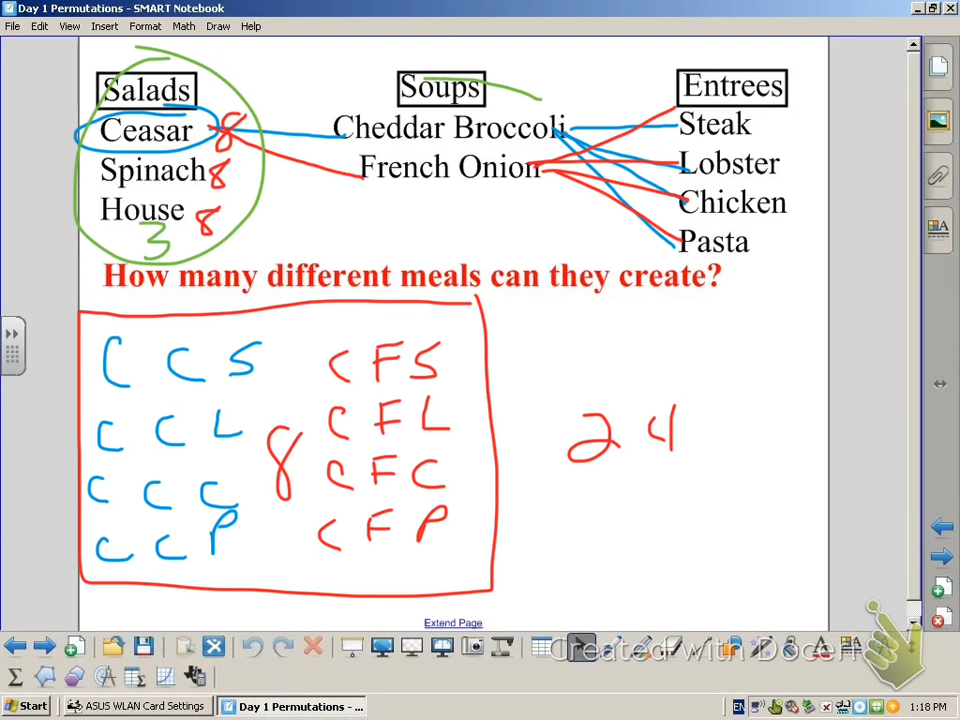 Day 1 Permutations - SMART Notebook
File Edit View Insert Format Math Draw Help
Salads Soups Entrees
Ceasar 8 Cheddar Broccoli Steak
Spinach 8 French Onion Lobster
House 8 Chicken
3 Pasta
How many different meals can they create?
C C S C F S
C C L C F L
8 24
C C C C F C
C C P C F P
Extend Page
Created with Doceri
Start ASUS WLAN Card Settings Day 1 Permutations - ... EN 1:18 PM